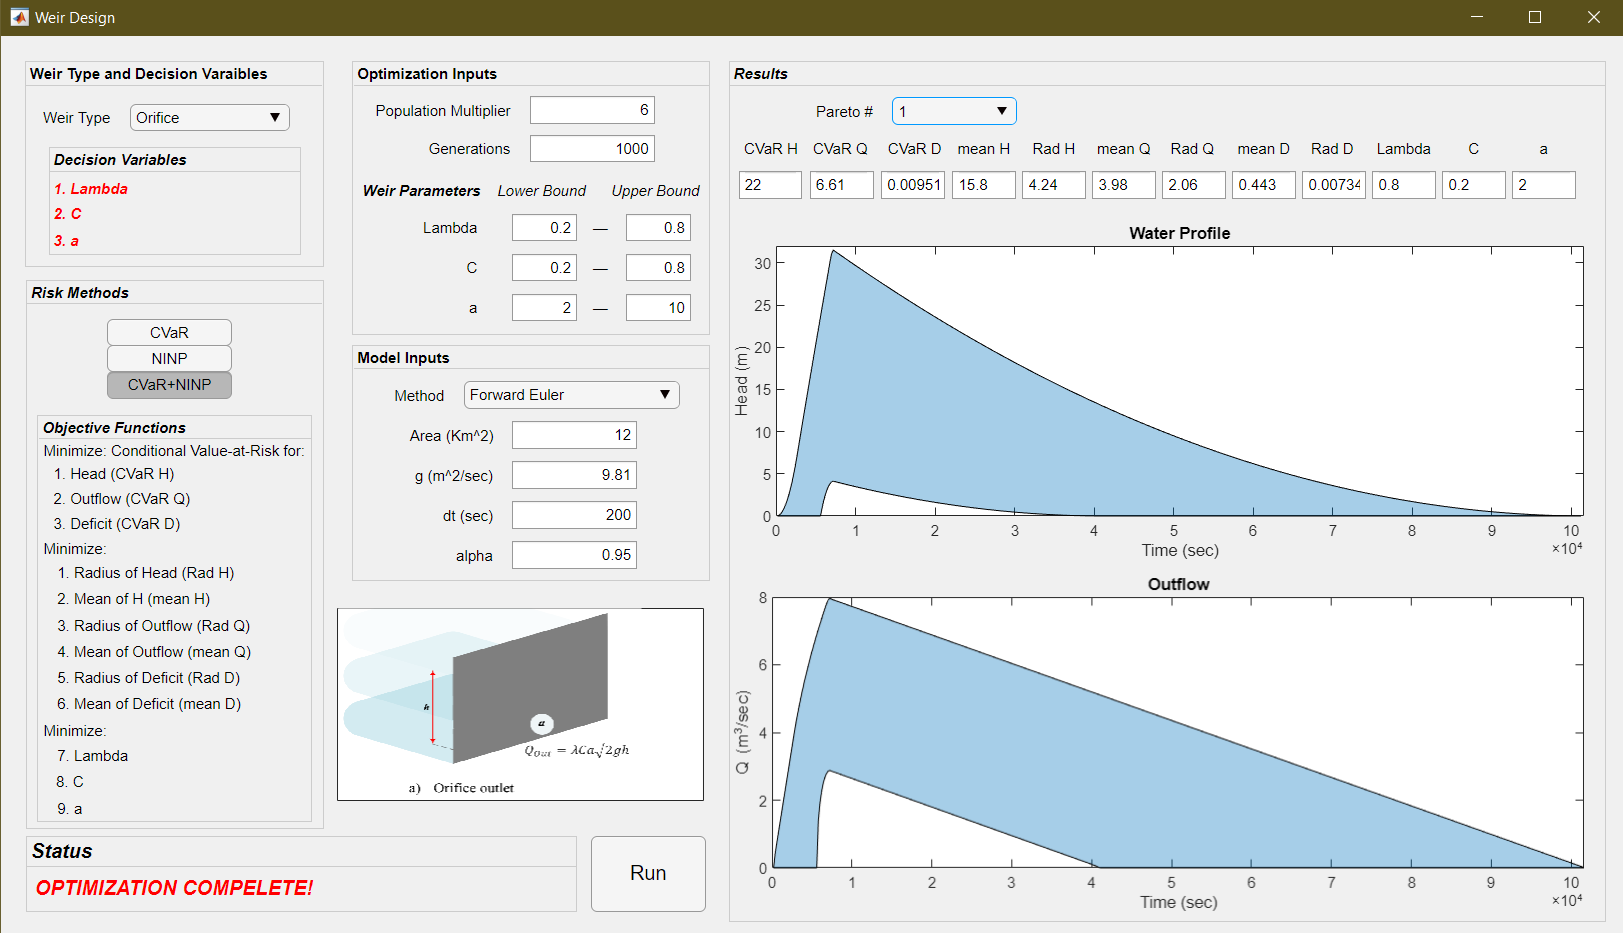 Weir Design
Weir Type and Decision Varaibles
Weir Type
Orifice
Decision Variables
1. Lambda
2. C
3. a
Risk Methods
CVaR
NINP
CVaR+NINP
Objective Functions
Minimize: Conditional Value-at-Risk for:
1. Head (CVaR H)
2. Outflow (CVaR Q)
3. Deficit (CVaR D)
Minimize:
1. Radius of Head (Rad H)
2. Mean of H (mean H)
3. Radius of Outflow (Rad Q)
4. Mean of Outflow (mean Q)
5. Radius of Deficit (Rad D)
6. Mean of Deficit (mean D)
Minimize:
7. Lambda
8. C
9. a
Status
OPTIMIZATION COMPELETE!
Optimization Inputs
Population Multiplier 6
Generations 1000
Weir Parameters Lower Bound Upper Bound
Lambda 0.2 — 0.8
C 0.2 — 0.8
a 2 — 10
Model Inputs
Method Forward Euler
Area (Km^2) 12
g (m^2/sec) 9.81
dt (sec) 200
alpha 0.95
h
a
Q_Out = λCa√2gh
a) Orifice outlet
Run
Results
Pareto # 1
CVaR H CVaR Q CVaR D mean H Rad H mean Q Rad Q mean D Rad D Lambda C a
22 6.61 0.00951 15.8 4.24 3.98 2.06 0.443 0.00734 0.8 0.2 2
Water Profile
Head (m)
30
25
20
15
10
5
0
0 1 2 3 4 5 6 7 8 9 10
×10⁴
Time (sec)
Outflow
Q (m³/sec)
8
6
4
2
0
0 1 2 3 4 5 6 7 8 9 10
×10⁴
Time (sec)